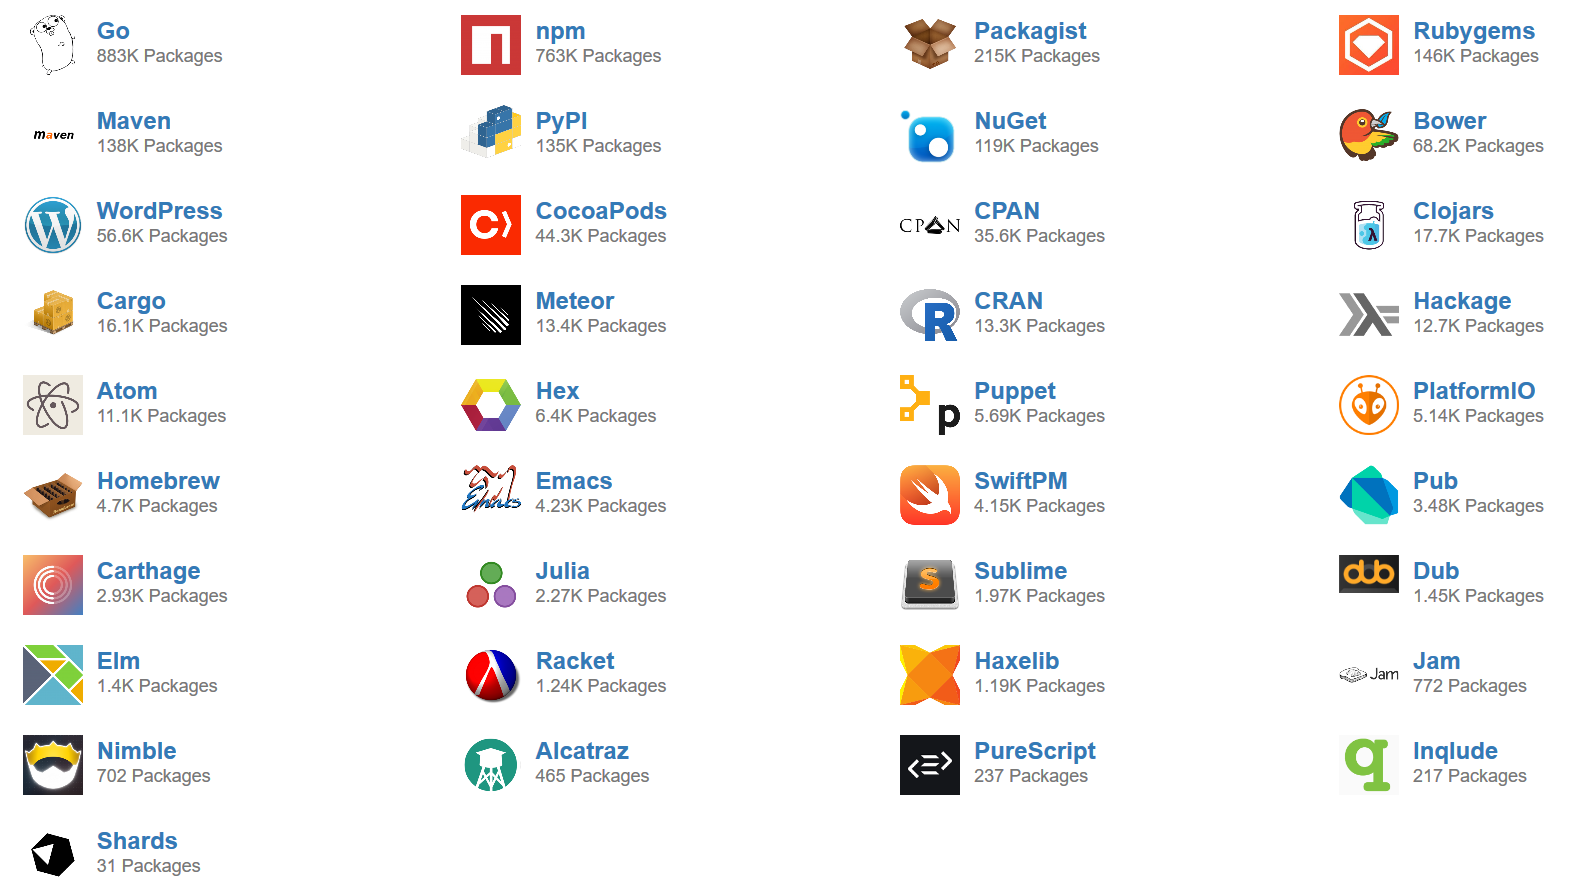 Go
883K Packages
npm
763K Packages
Packagist
215K Packages
Rubygems
146K Packages
maven
Maven
138K Packages
PyPI
135K Packages
NuGet
119K Packages
Bower
68.2K Packages
W
WordPress
56.6K Packages
C
CocoaPods
44.3K Packages
CPAN
CPAN
35.6K Packages
λ
Clojars
17.7K Packages
Cargo
16.1K Packages
Meteor
13.4K Packages
R
CRAN
13.3K Packages
Hackage
12.7K Packages
Atom
11.1K Packages
Hex
6.4K Packages
p
Puppet
5.69K Packages
PlatformIO
5.14K Packages
Homebrew
4.7K Packages
Emacs
Emacs
4.23K Packages
SwiftPM
4.15K Packages
Pub
3.48K Packages
Carthage
2.93K Packages
Julia
2.27K Packages
S
Sublime
1.97K Packages
dub
Dub
1.45K Packages
Elm
1.4K Packages
Racket
1.24K Packages
Haxelib
1.19K Packages
Jam
Jam
772 Packages
Nimble
702 Packages
Alcatraz
465 Packages
PureScript
237 Packages
q
Inqlude
217 Packages
Shards
31 Packages